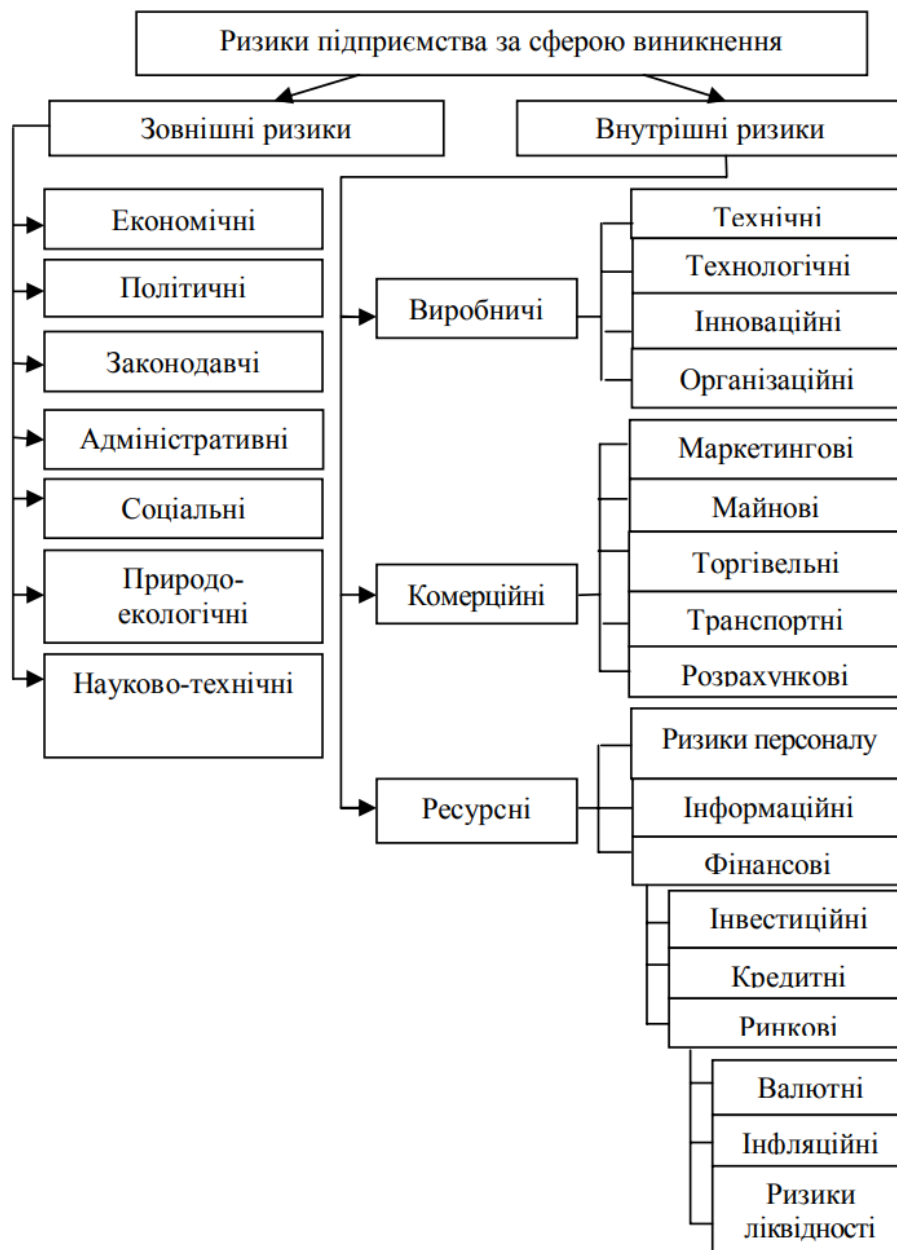 Ризики підприємства за сферою виникнення
Зовнішні ризики
Внутрішні ризики
Економічні
Політичні
Законодавчі
Адміністративні
Соціальні
Природо-
екологічні
Науково-технічні
Виробничі
Технічні
Технологічні
Інноваційні
Організаційні
Комерційні
Маркетингові
Майнові
Торгівельні
Транспортні
Розрахункові
Ресурсні
Ризики персоналу
Інформаційні
Фінансові
Інвестиційні
Кредитні
Ринкові
Валютні
Інфляційні
Ризики
ліквідності